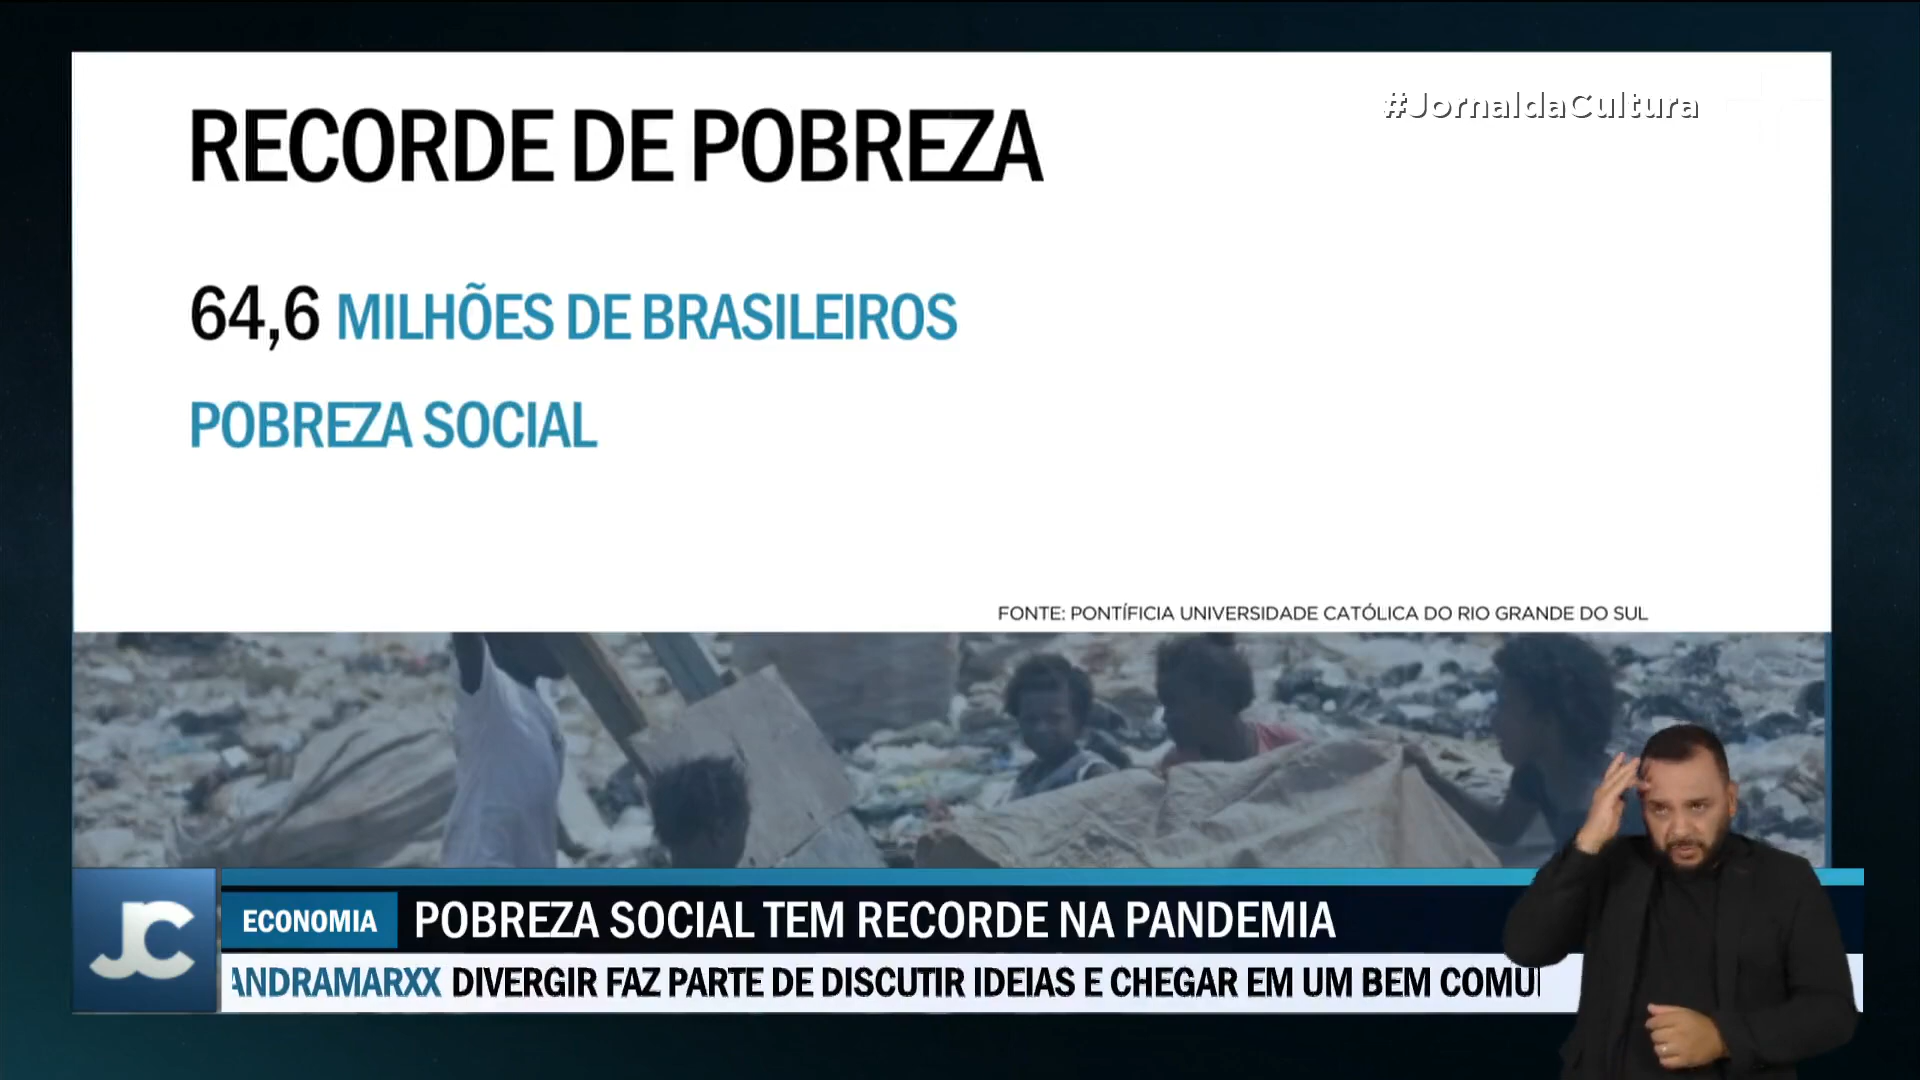 #JornaldaCultura
RECORDE DE POBREZA
64,6 MILHÕES DE BRASILEIROS
POBREZA SOCIAL
FONTE: PONTÍFICIA UNIVERSIDADE CATÓLICA DO RIO GRANDE DO SUL
JC
ECONOMIA POBREZA SOCIAL TEM RECORDE NA PANDEMIA
ANDRAMARXX DIVERGIR FAZ PARTE DE DISCUTIR IDEIAS E CHEGAR EM UM BEM COMU